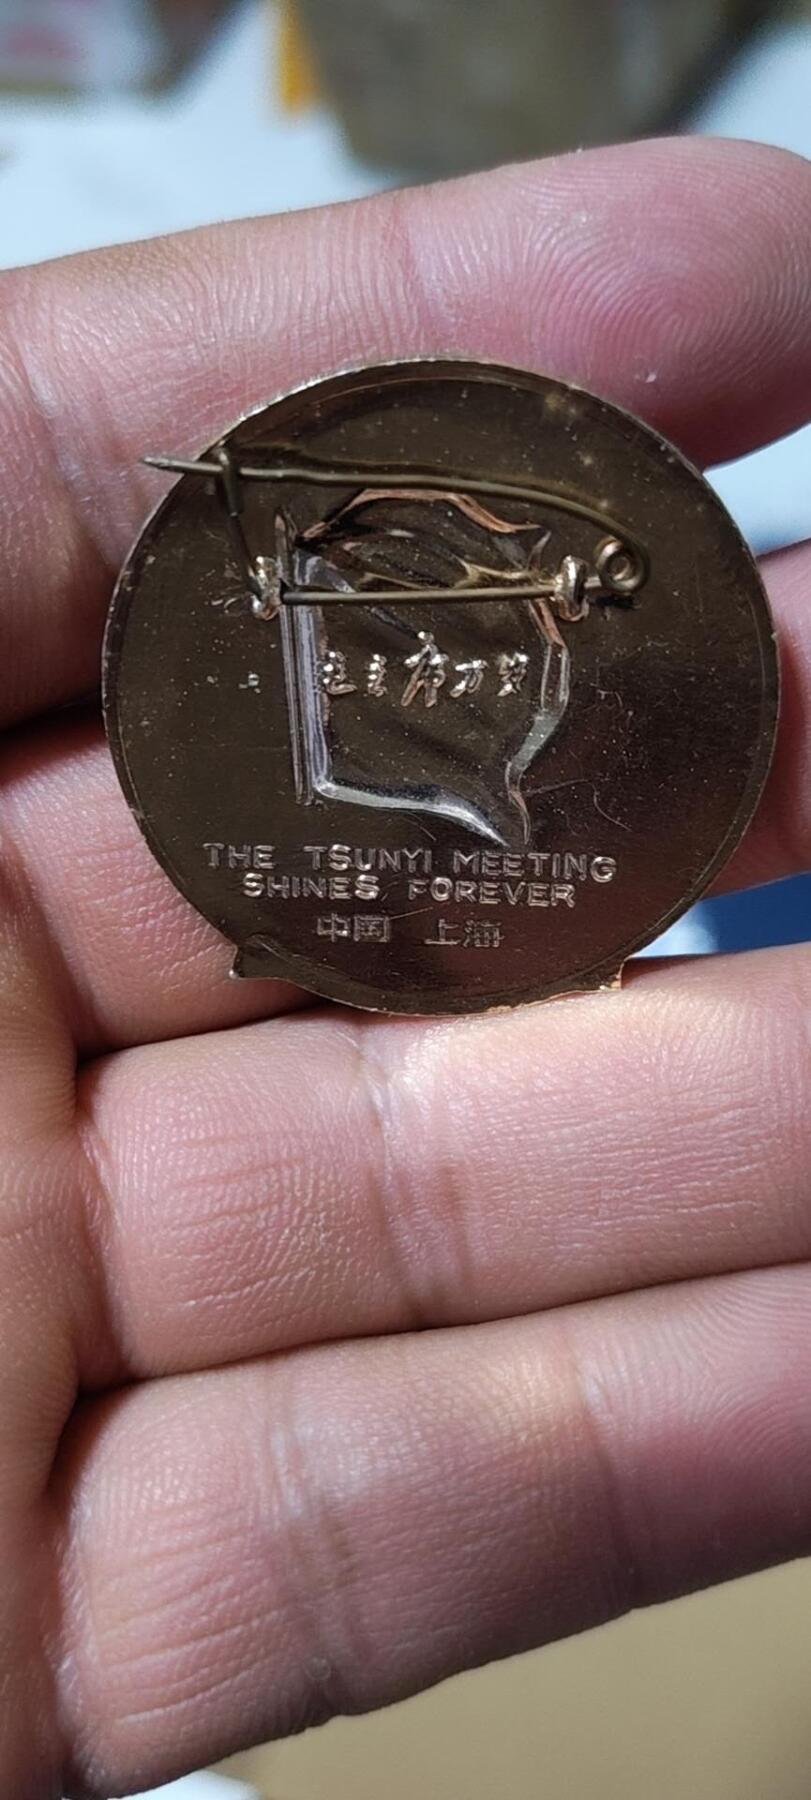 毛主席万岁
THE TSUNYI MEETING
SHINES FOREVER
中国 上海